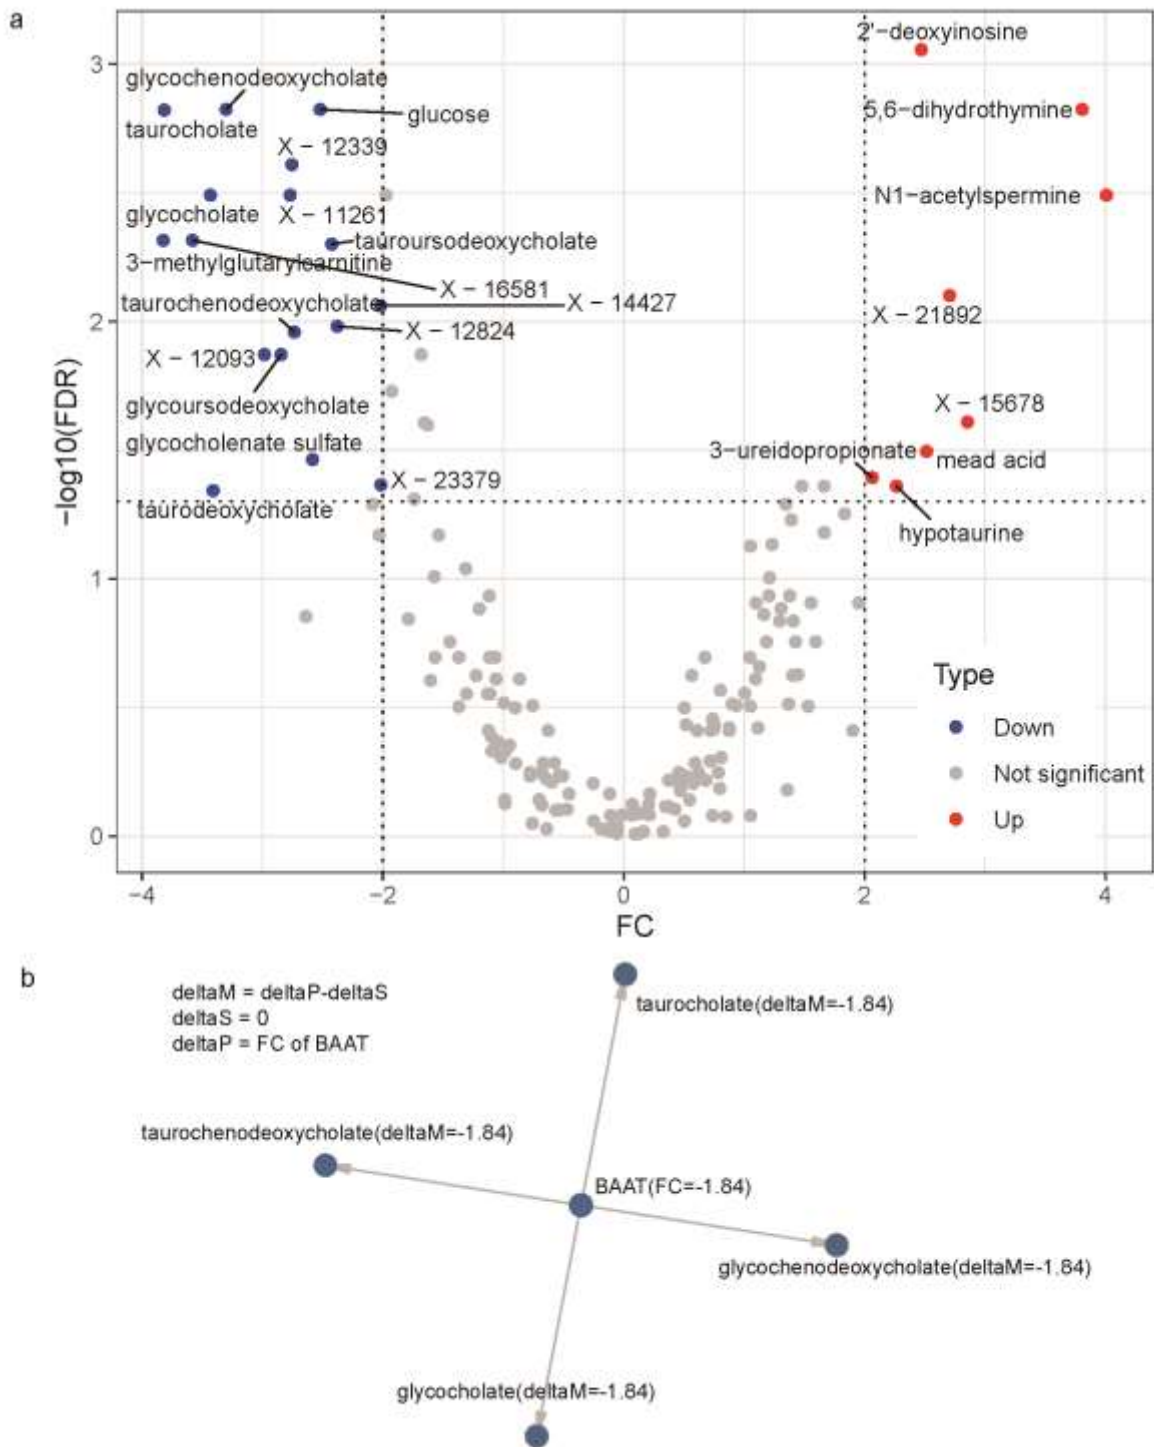 a
2'−deoxyinosine
3
glycochenodeoxycholate
glucose
5,6−dihydrothymine
taurocholate
X − 12339
N1−acetylspermine
glycocholate
X − 11261
tauroursodeoxycholate
3−methylglutarylcarnitine
X − 16581
X − 14427
taurochenodeoxycholate
X − 21892
2
X − 12824
X − 12093
−log10(FDR)
glycoursodeoxycholate
X − 15678
glycocholenate sulfate
3−ureidopropionate
mead acid
X − 23379
taurodeoxycholate
hypotaurine
1
Type
Down
Not significant
Up
0
−4
−2
0
2
4
FC
b
deltaM = deltaP-deltaS
deltaS = 0
deltaP = FC of BAAT
taurocholate(deltaM=-1.84)
taurochenodeoxycholate(deltaM=-1.84)
BAAT(FC=-1.84)
glycochenodeoxycholate(deltaM=-1.84)
glycocholate(deltaM=-1.84)